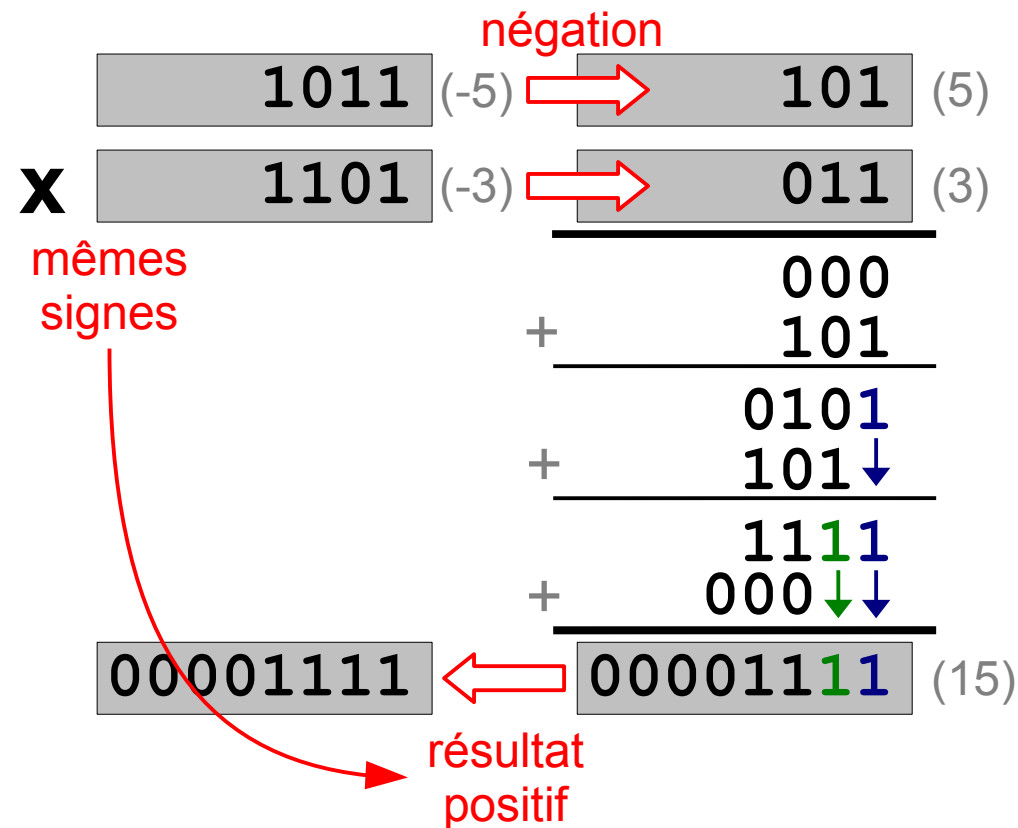 négation
1011 (-5) 101 (5)
x 1101 (-3) 011 (3)
mêmes
signes
000
+ 101
0101
+ 101
1111
+ 000
00001111 00001111 (15)
résultat
positif